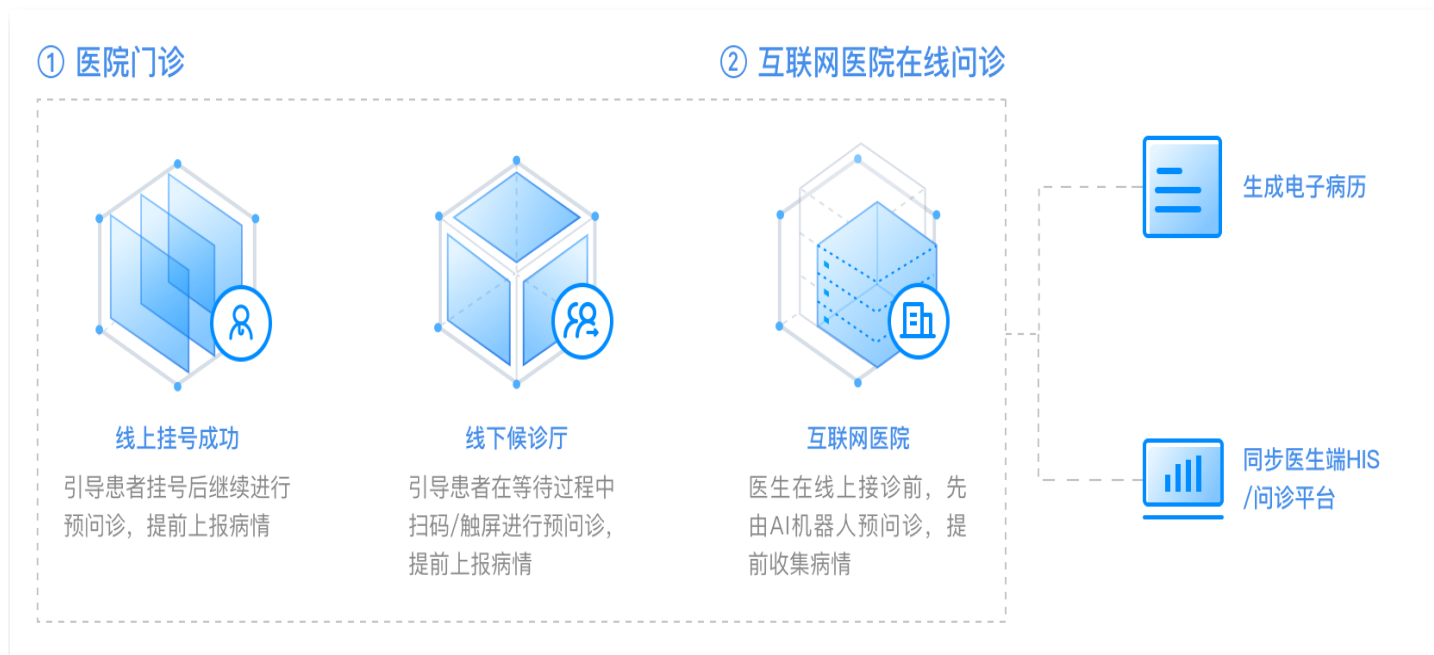 ① 医院门诊
② 互联网医院在线问诊
线上挂号成功
引导患者挂号后继续进行
预问诊，提前上报病情
线下候诊厅
引导患者在等待过程中
扫码/触屏进行预问诊，
提前上报病情
互联网医院
医生在线上接诊前，先
由AI机器人预问诊，提
前收集病情
生成电子病历
同步医生端HIS
/问诊平台